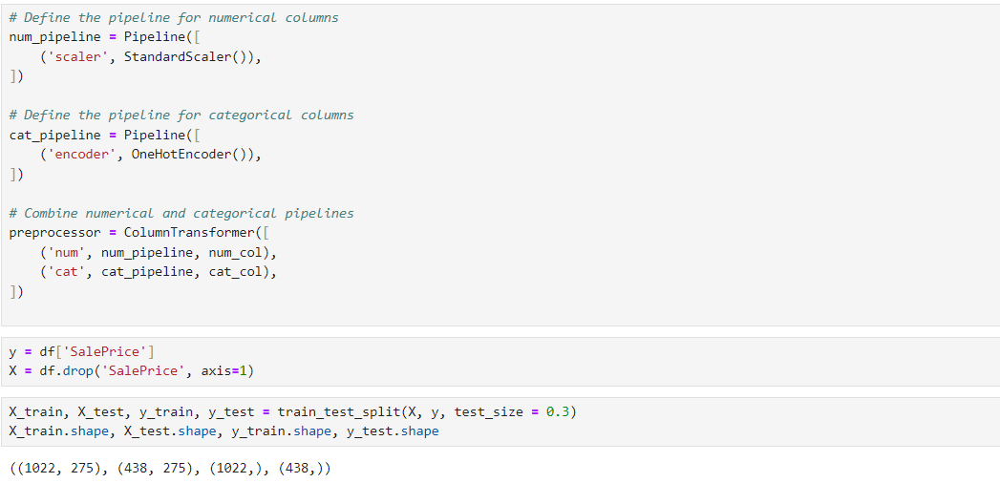 # Define the pipeline for numerical columns
num_pipeline = Pipeline([
    ('scaler', StandardScaler()),
])
# Define the pipeline for categorical columns
cat_pipeline = Pipeline([
    ('encoder', OneHotEncoder()),
])
# Combine numerical and categorical pipelines
preprocessor = ColumnTransformer([
    ('num', num_pipeline, num_col),
    ('cat', cat_pipeline, cat_col),
])
y = df['SalePrice']
X = df.drop('SalePrice', axis=1)
X_train, X_test, y_train, y_test = train_test_split(X, y, test_size = 0.3)
X_train.shape, X_test.shape, y_train.shape, y_test.shape
((1022, 275), (438, 275), (1022,), (438,))